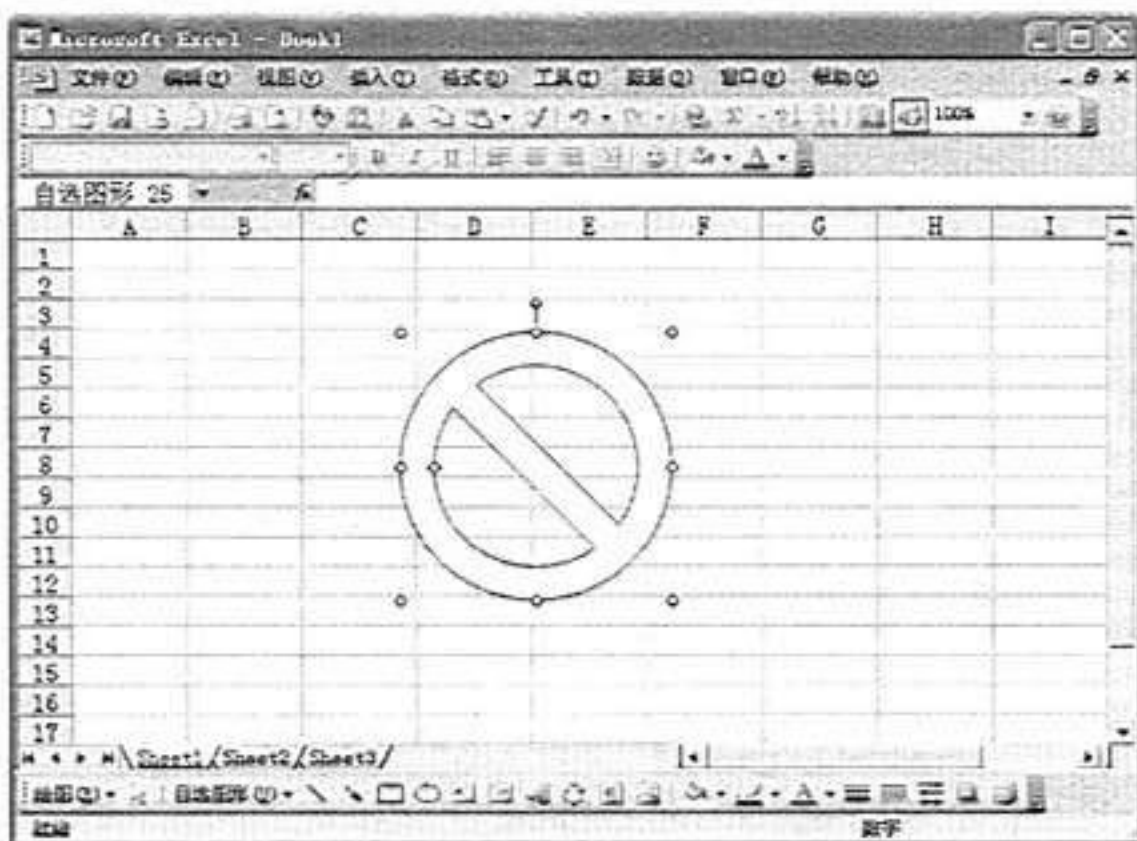 Microsoft Excel - Book1
文件(F) 编辑(E) 视图(V) 插入(I) 格式(O) 工具(T) 数据(D) 窗口(W) 帮助(H)
100%
B I U A
自选图形 25 fx
A B C D E F G H I
1
2
3
4
5
6
7
8
9
10
11
12
13
14
15
16
17
Sheet1/Sheet2/Sheet3/
绘图(D) 自选图形(U) A
就绪 数字